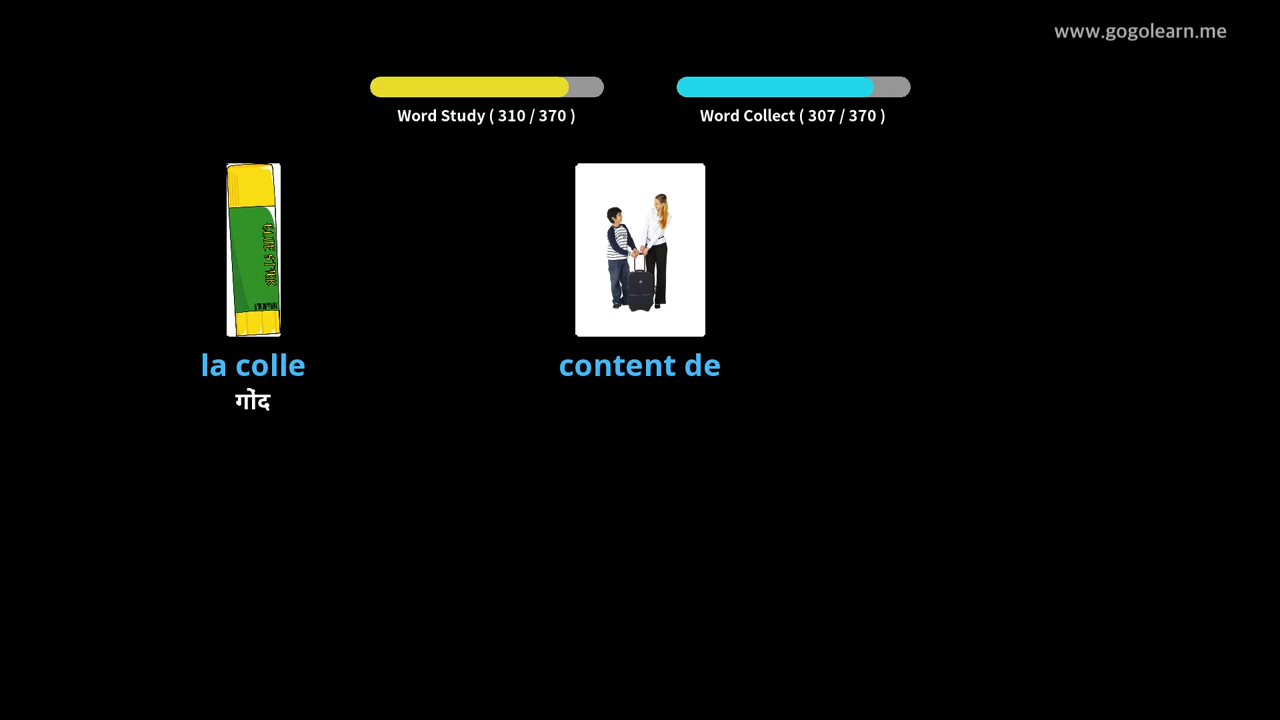 www.gogolearn.me
Word Study ( 310 / 370 )
Word Collect ( 307 / 370 )
la colle
गोंद
content de